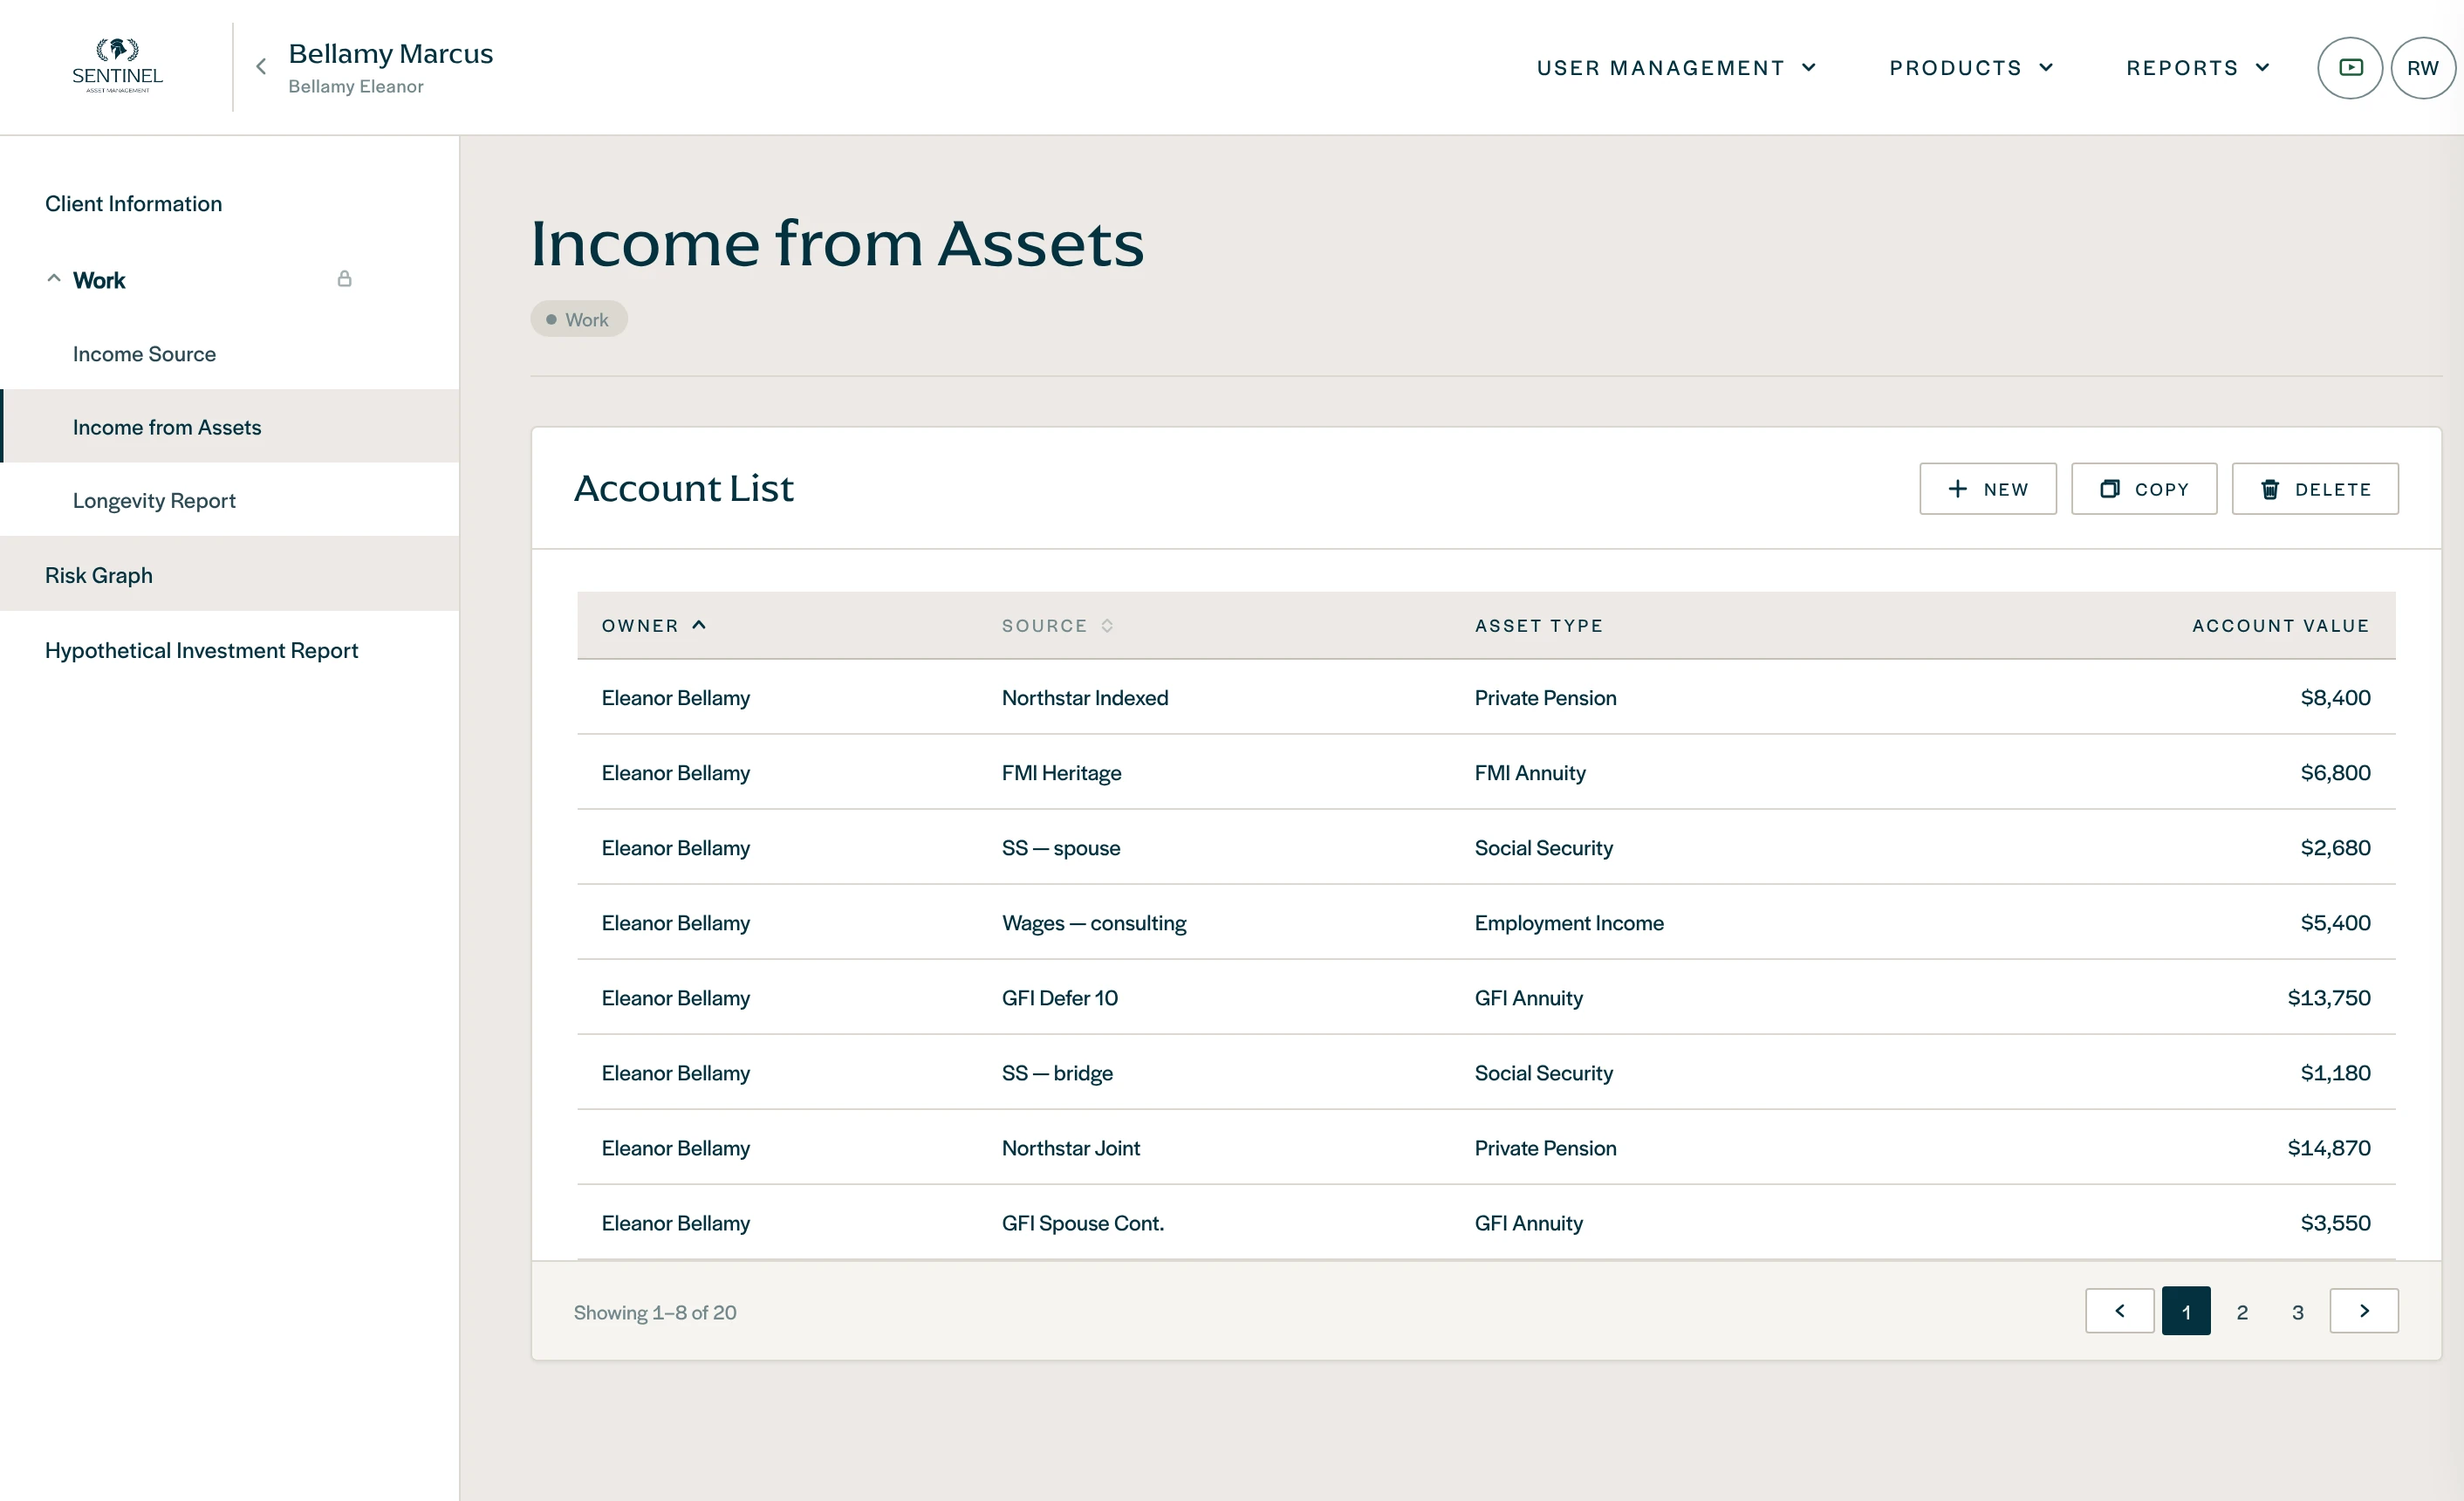 SENTINEL
ASSET MANAGEMENT
Bellamy Marcus
Bellamy Eleanor
USER MANAGEMENT
PRODUCTS
REPORTS
RW
Client Information
Work
Income Source
Income from Assets
Longevity Report
Risk Graph
Hypothetical Investment Report
Income from Assets
Work
Account List
NEW
COPY
DELETE
OWNER SOURCE ASSET TYPE ACCOUNT VALUE
Eleanor Bellamy Northstar Indexed Private Pension $8,400
Eleanor Bellamy FMI Heritage FMI Annuity $6,800
Eleanor Bellamy SS — spouse Social Security $2,680
Eleanor Bellamy Wages — consulting Employment Income $5,400
Eleanor Bellamy GFI Defer 10 GFI Annuity $13,750
Eleanor Bellamy SS — bridge Social Security $1,180
Eleanor Bellamy Northstar Joint Private Pension $14,870
Eleanor Bellamy GFI Spouse Cont. GFI Annuity $3,550
Showing 1–8 of 20
1 2 3